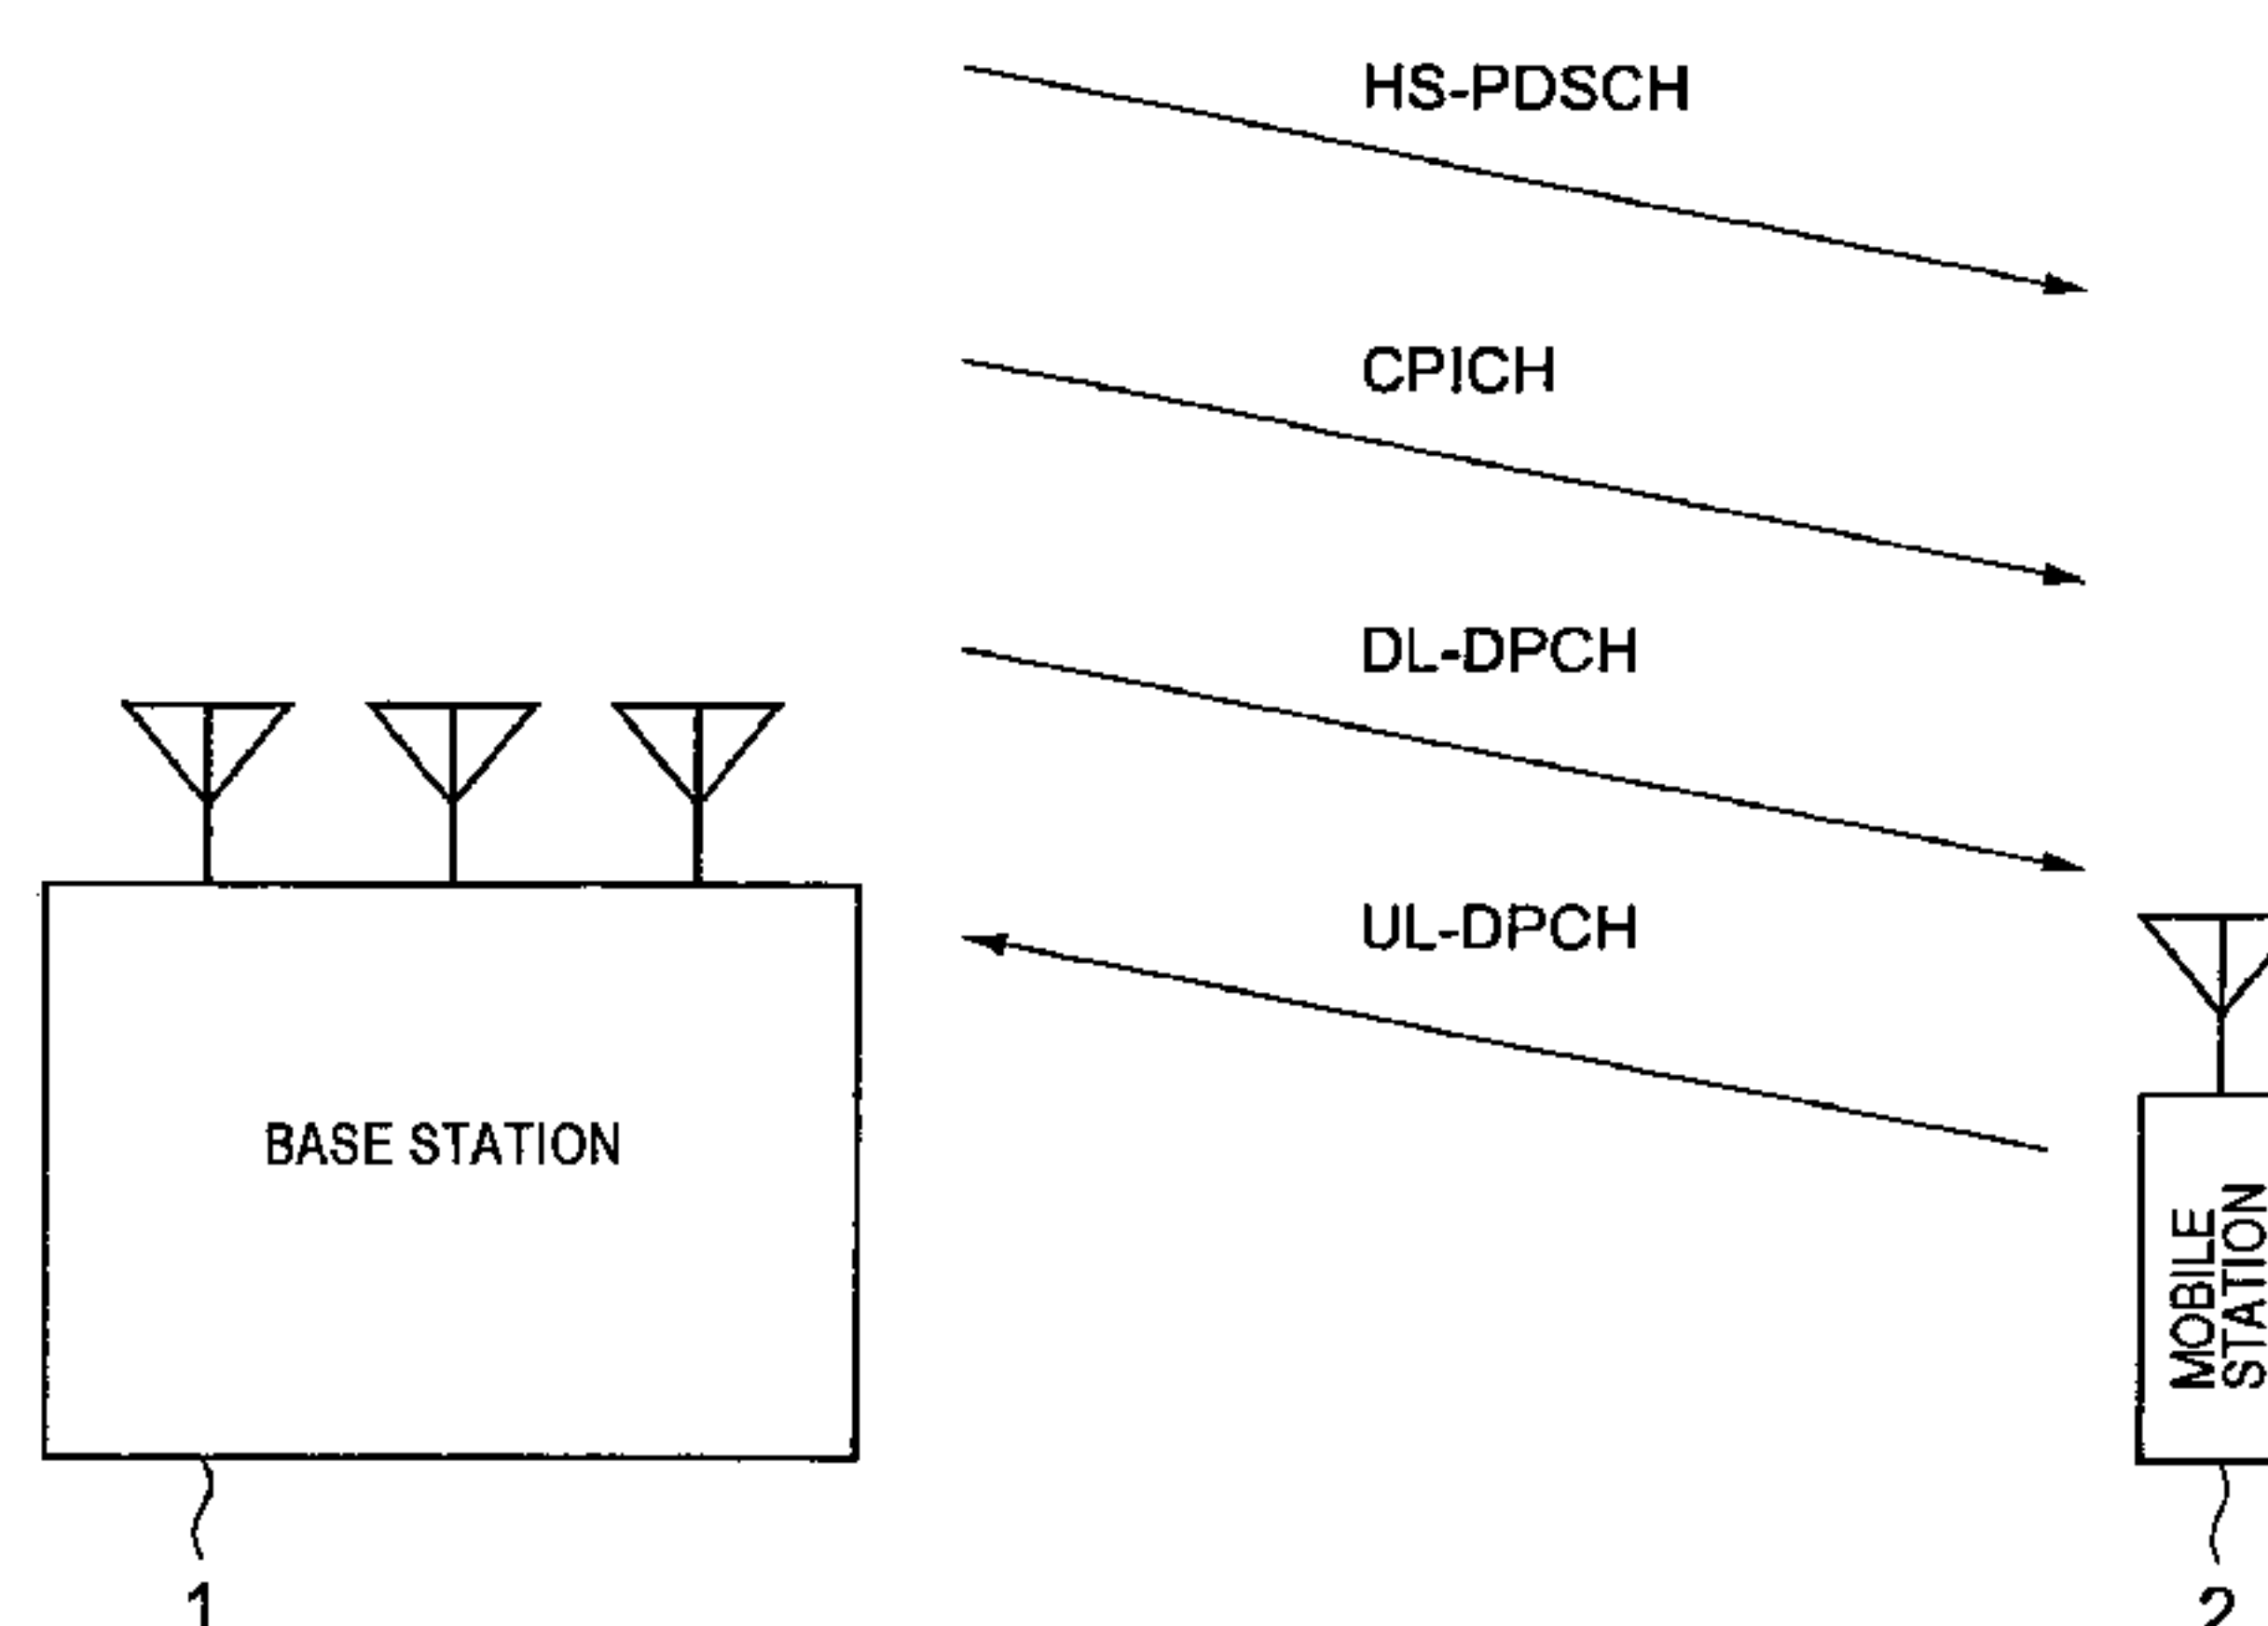 HS-PDSCH
CPICH
DL-DPCH
UL-DPCH
BASE STATION
MOBILE
STATION
1
2